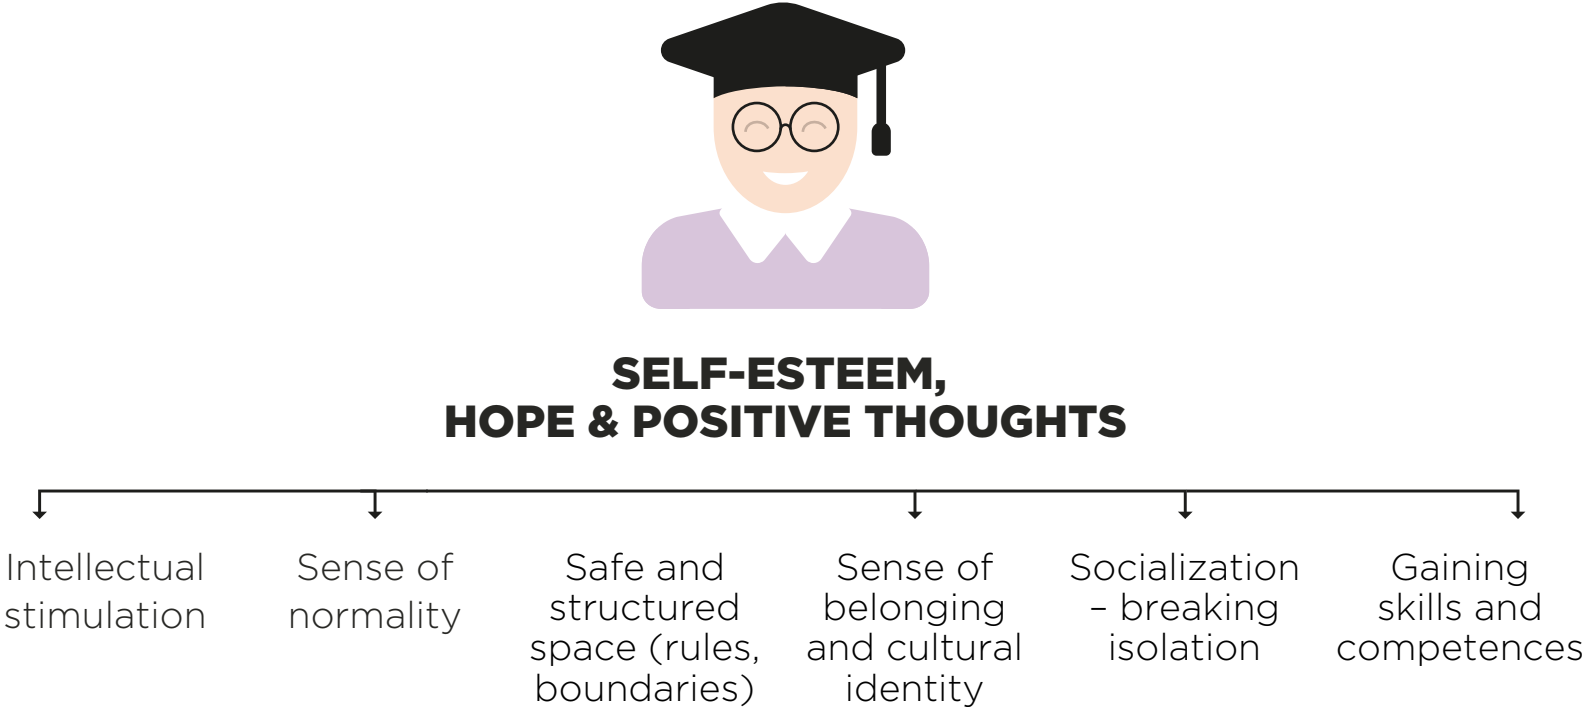 SELF-ESTEEM,
HOPE & POSITIVE THOUGHTS
Intellectual
stimulation
Sense of
normality
Safe and
structured
space (rules,
boundaries)
Sense of
belonging
and cultural
identity
Socialization
– breaking
isolation
Gaining
skills and
competences